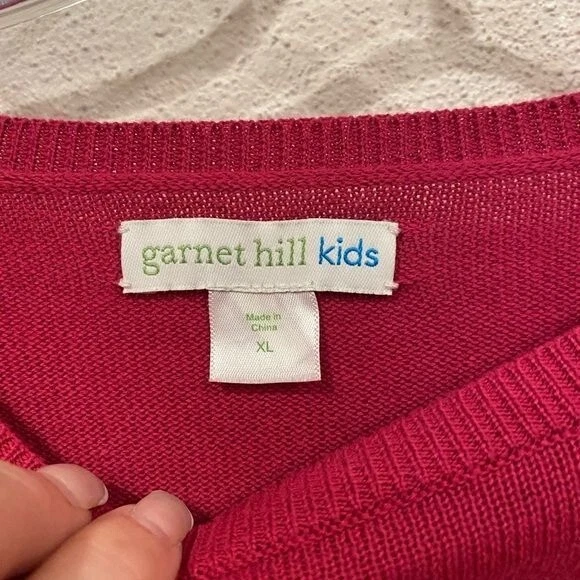 garnet hill kids
Made in
China
XL